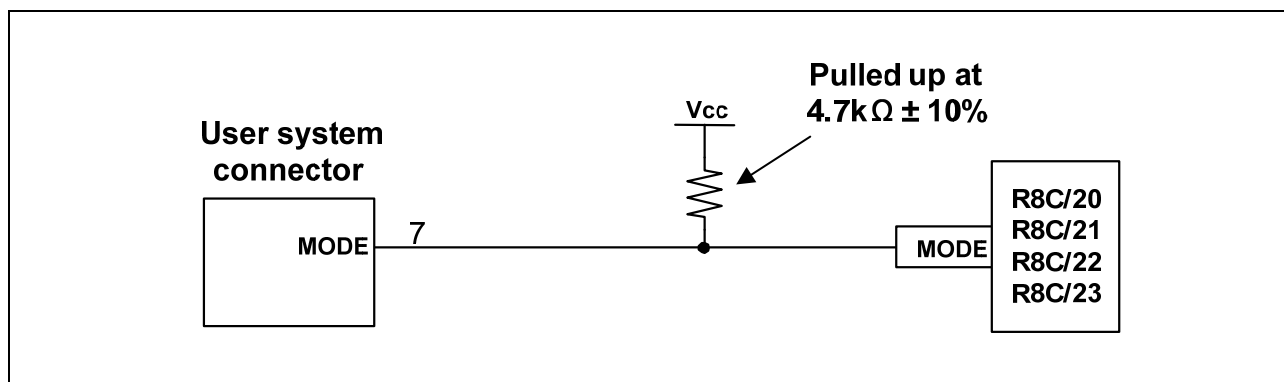 Pulled up at
4.7kΩ ± 10%
Vcc
User system
connector
MODE
7
MODE
R8C/20
R8C/21
R8C/22
R8C/23